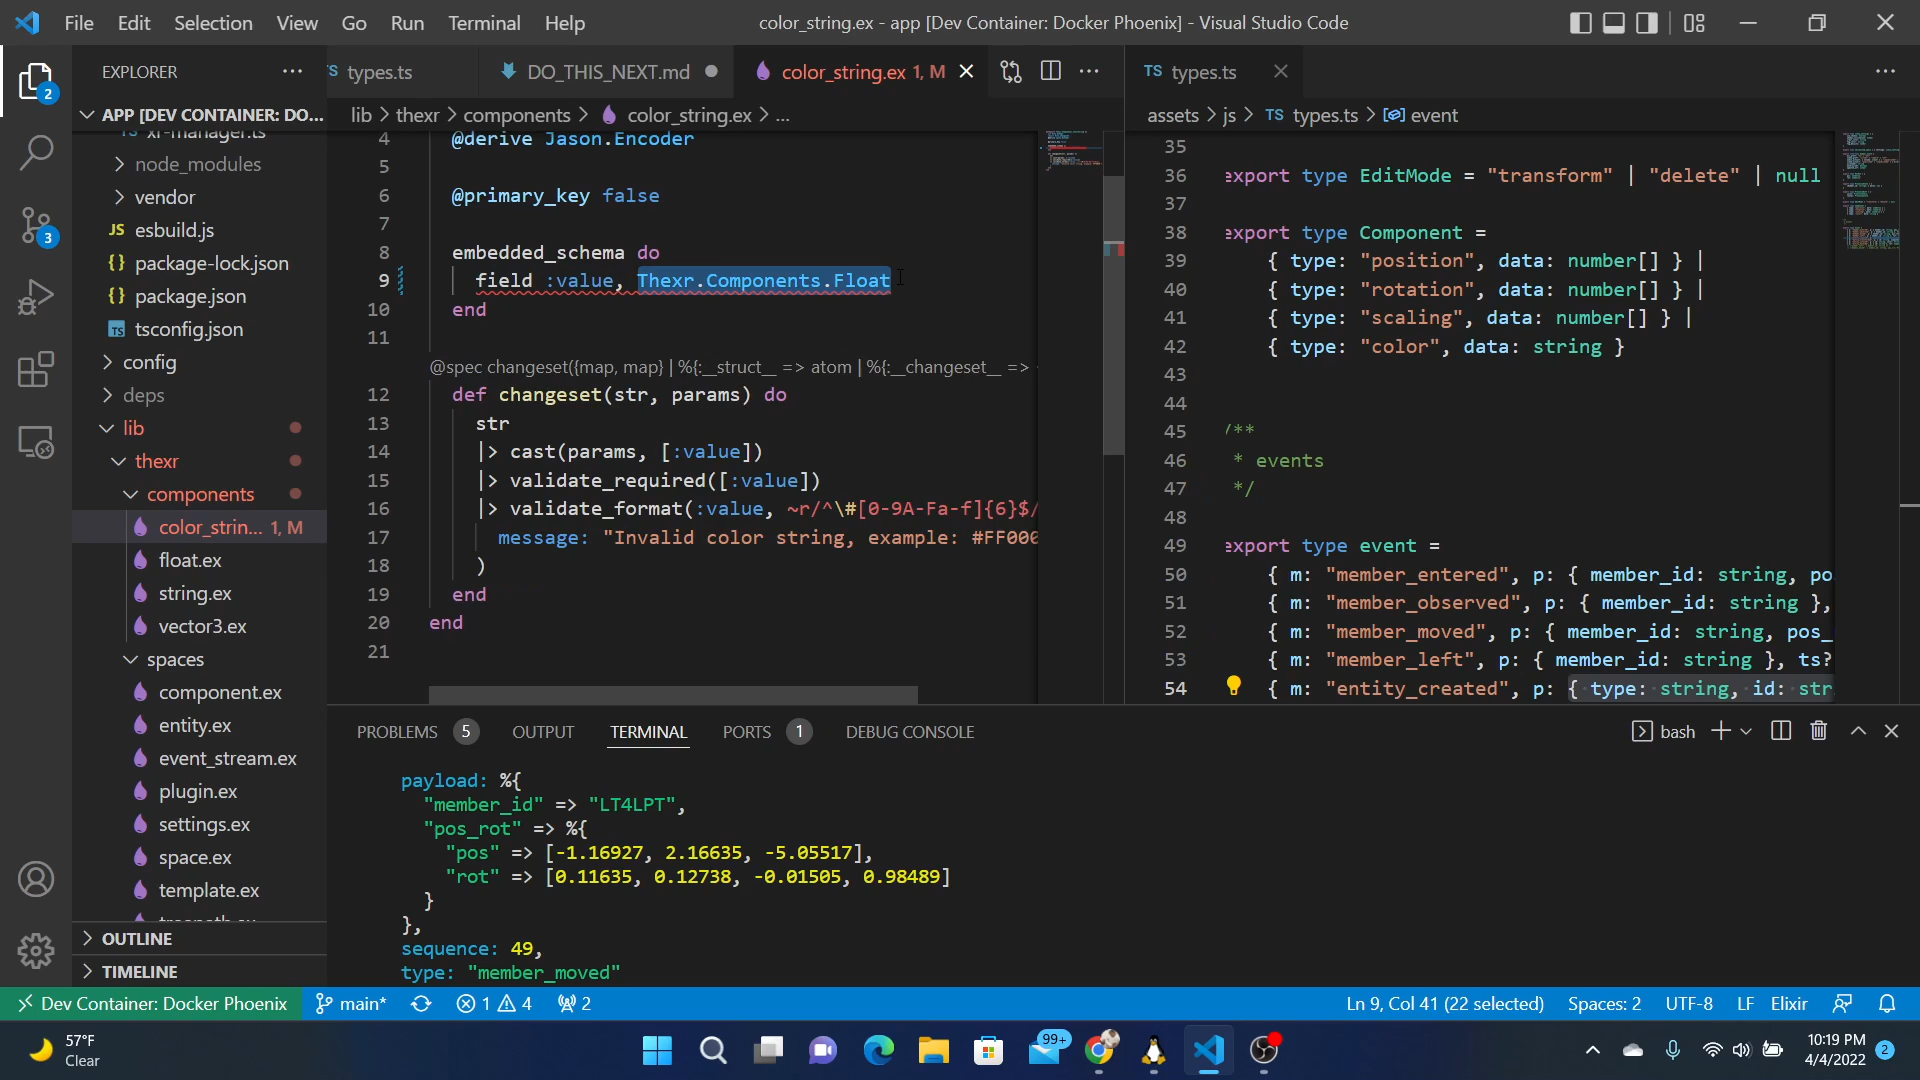 File Edit Selection View Go Run Terminal Help
color_string.ex - app [Dev Container: Docker Phoenix] - Visual Studio Code
EXPLORER
TS types.ts
DO_THIS_NEXT.md
color_string.ex 1, M
TS types.ts
APP [DEV CONTAINER: DO...
lib > thexr > components > color_string.ex > ...
assets > js > TS types.ts > event
TS xr-manager.ts
node_modules
vendor
JS esbuild.js
{} package-lock.json
{} package.json
TS tsconfig.json
config
deps
lib
thexr
components
color_strin... 1, M
float.ex
string.ex
vector3.ex
spaces
component.ex
entity.ex
event_stream.ex
plugin.ex
settings.ex
space.ex
template.ex
OUTLINE
TIMELINE
2
3
4 @derive Jason.Encoder
5
6 @primary_key false
7
8 embedded_schema do
9 field :value, Thexr.Components.Float
10 end
11
@spec changeset({map, map} | %{:__struct__ => atom | %{:__changeset__ =>
12 def changeset(str, params) do
13 str
14 |> cast(params, [:value])
15 |> validate_required([:value])
16 |> validate_format(:value, ~r/^\#[0-9A-Fa-f]{6}$/
17 message: "Invalid color string, example: #FF000
18 )
19 end
20 end
21
35
36 export type EditMode = "transform" | "delete" | null
37
38 export type Component =
39 { type: "position", data: number[] } |
40 { type: "rotation", data: number[] } |
41 { type: "scaling", data: number[] } |
42 { type: "color", data: string }
43
44
45 /**
46 * events
47 */
48
49 export type event =
50 { m: "member_entered", p: { member_id: string, po
51 { m: "member_observed", p: { member_id: string },
52 { m: "member_moved", p: { member_id: string, pos_
53 { m: "member_left", p: { member_id: string }, ts?
54 { m: "entity_created", p: { type: string, id: str
PROBLEMS 5 OUTPUT TERMINAL PORTS 1 DEBUG CONSOLE
bash
payload: %{
"member_id" => "LT4LPT",
"pos_rot" => %{
"pos" => [-1.16927, 2.16635, -5.05517],
"rot" => [0.11635, 0.12738, -0.01505, 0.98489]
}
},
sequence: 49,
type: "member_moved"
Dev Container: Docker Phoenix main* 1 4 2
Ln 9, Col 41 (22 selected) Spaces: 2 UTF-8 LF Elixir
57°F
Clear
99+
10:19 PM
4/4/2022
2